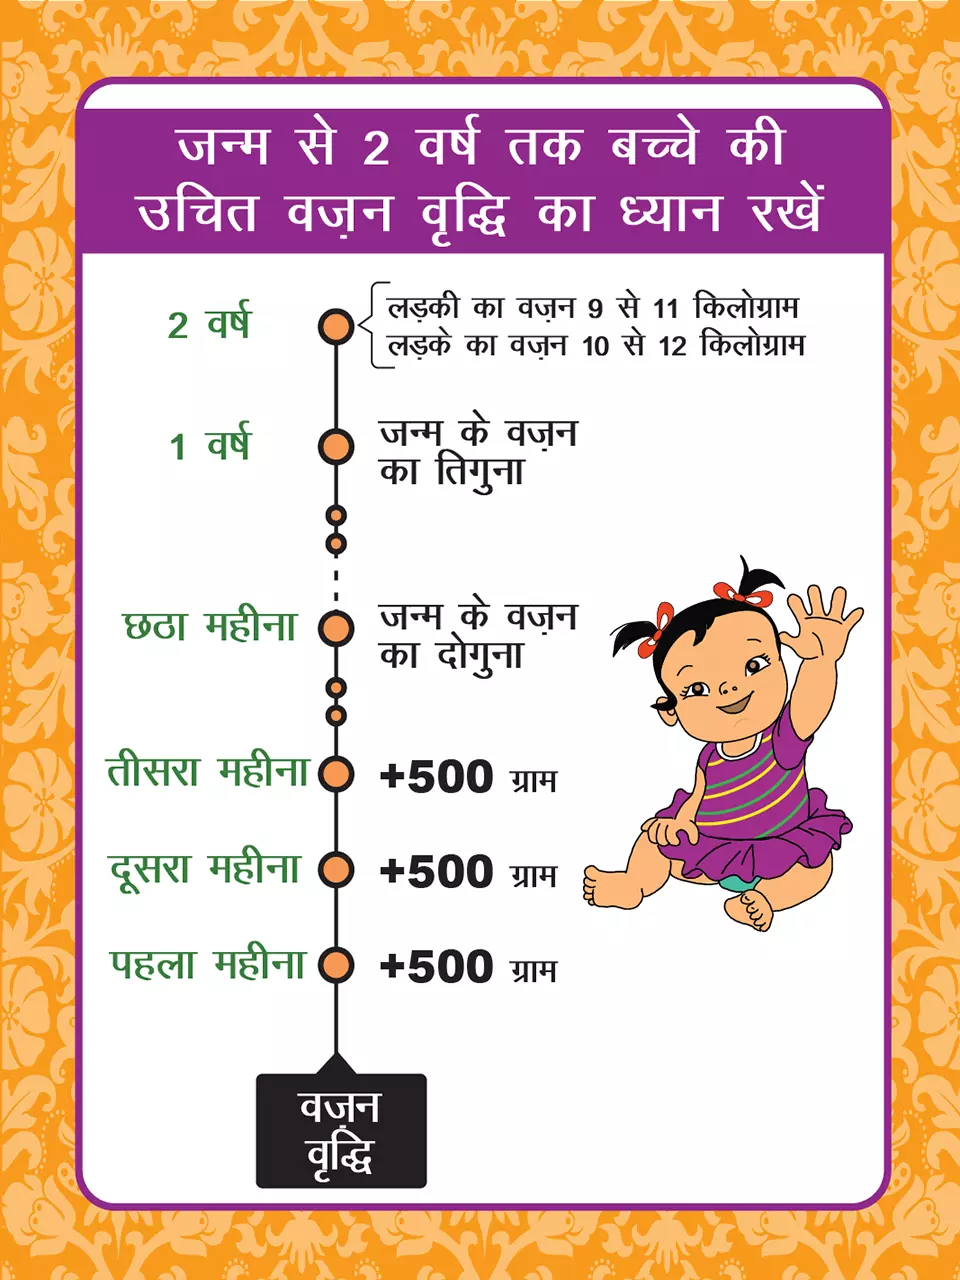 जन्म से 2 वर्ष तक बच्चे की
उचित वज़न वृद्धि का ध्यान रखें
2 वर्ष
लड़की का वज़न 9 से 11 किलोग्राम
लड़के का वज़न 10 से 12 किलोग्राम
1 वर्ष
जन्म के वज़न
का तिगुना
छठा महीना
जन्म के वज़न
का दोगुना
तीसरा महीना
+500 ग्राम
दूसरा महीना
+500 ग्राम
पहला महीना
+500 ग्राम
वज़न
वृद्धि